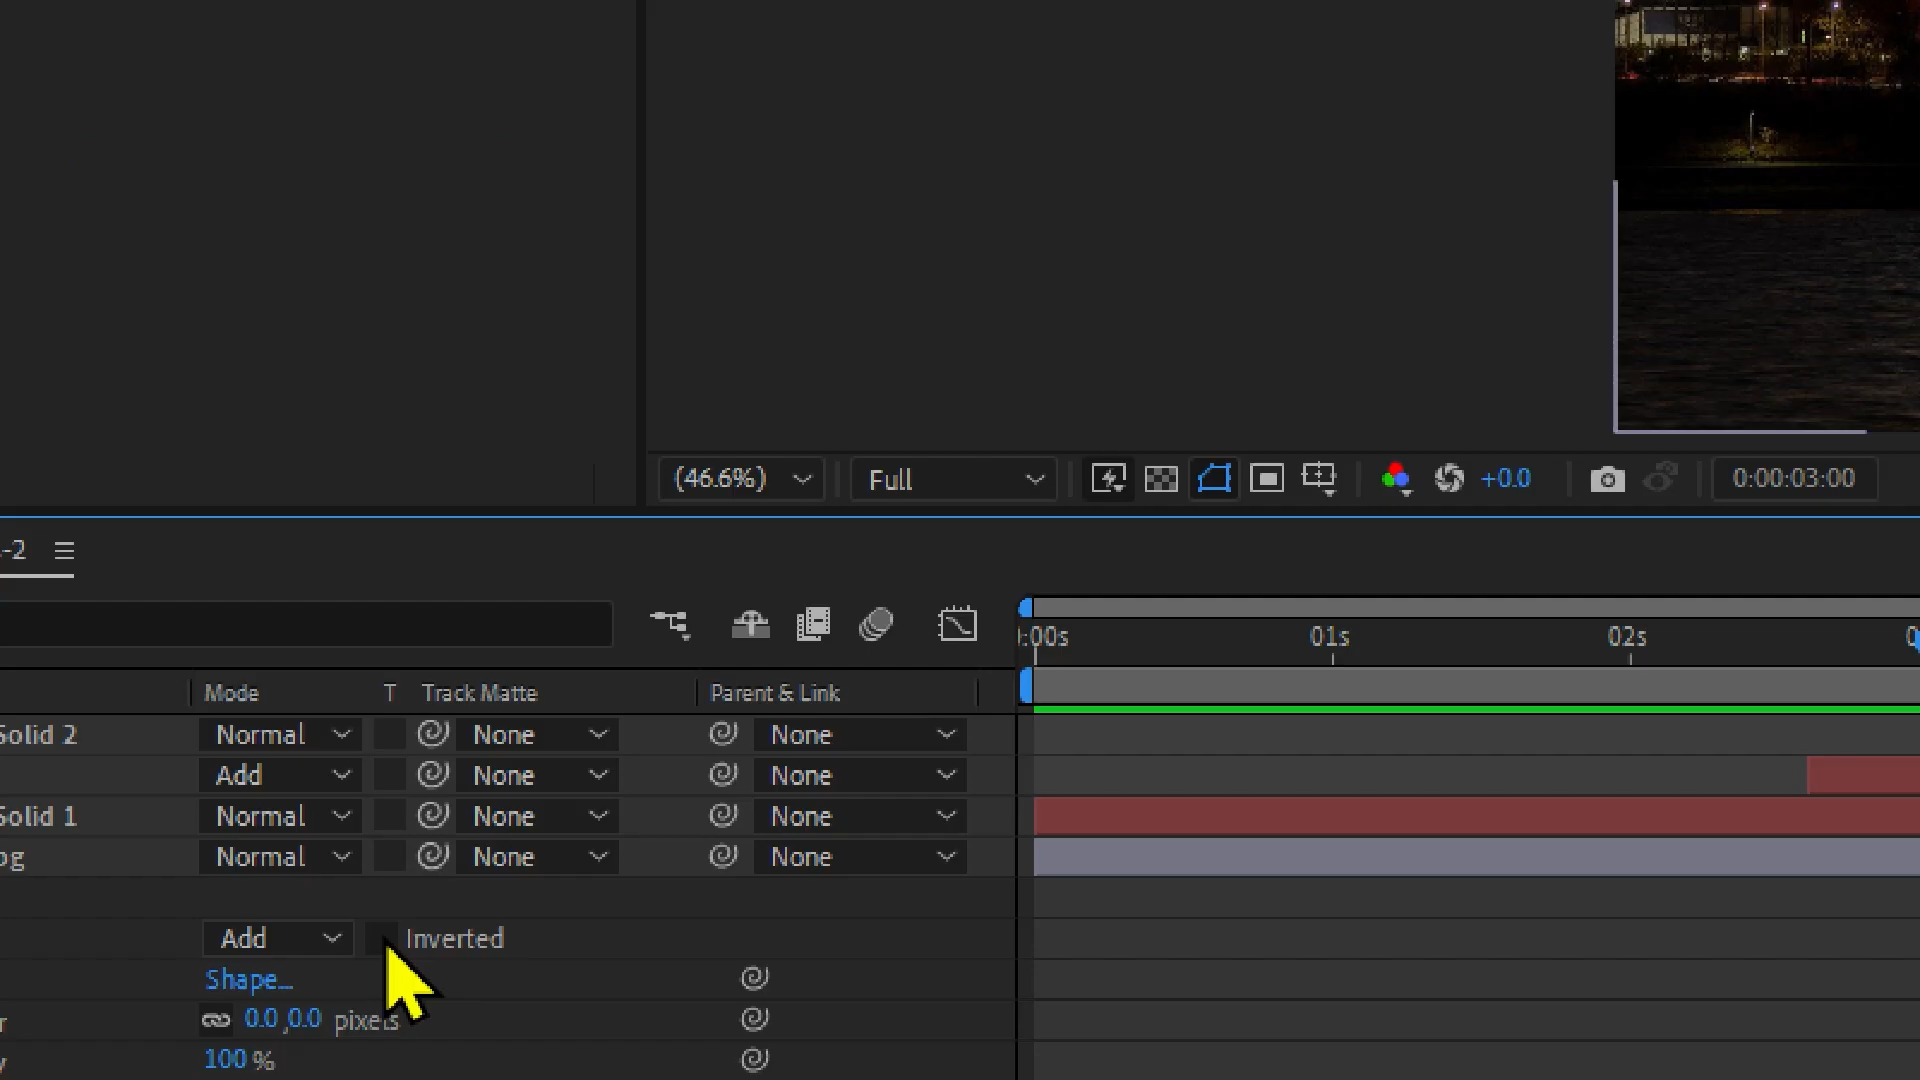 (46.6%) Full +0.0 0:00:03:00
-2
:00s 01s 02s
Mode T Track Matte Parent & Link
Solid 2 Normal None None
Add None None
Solid 1 Normal None None
Normal None None
Add Inverted
Shape...
0.0,0.0 pixels
100 %